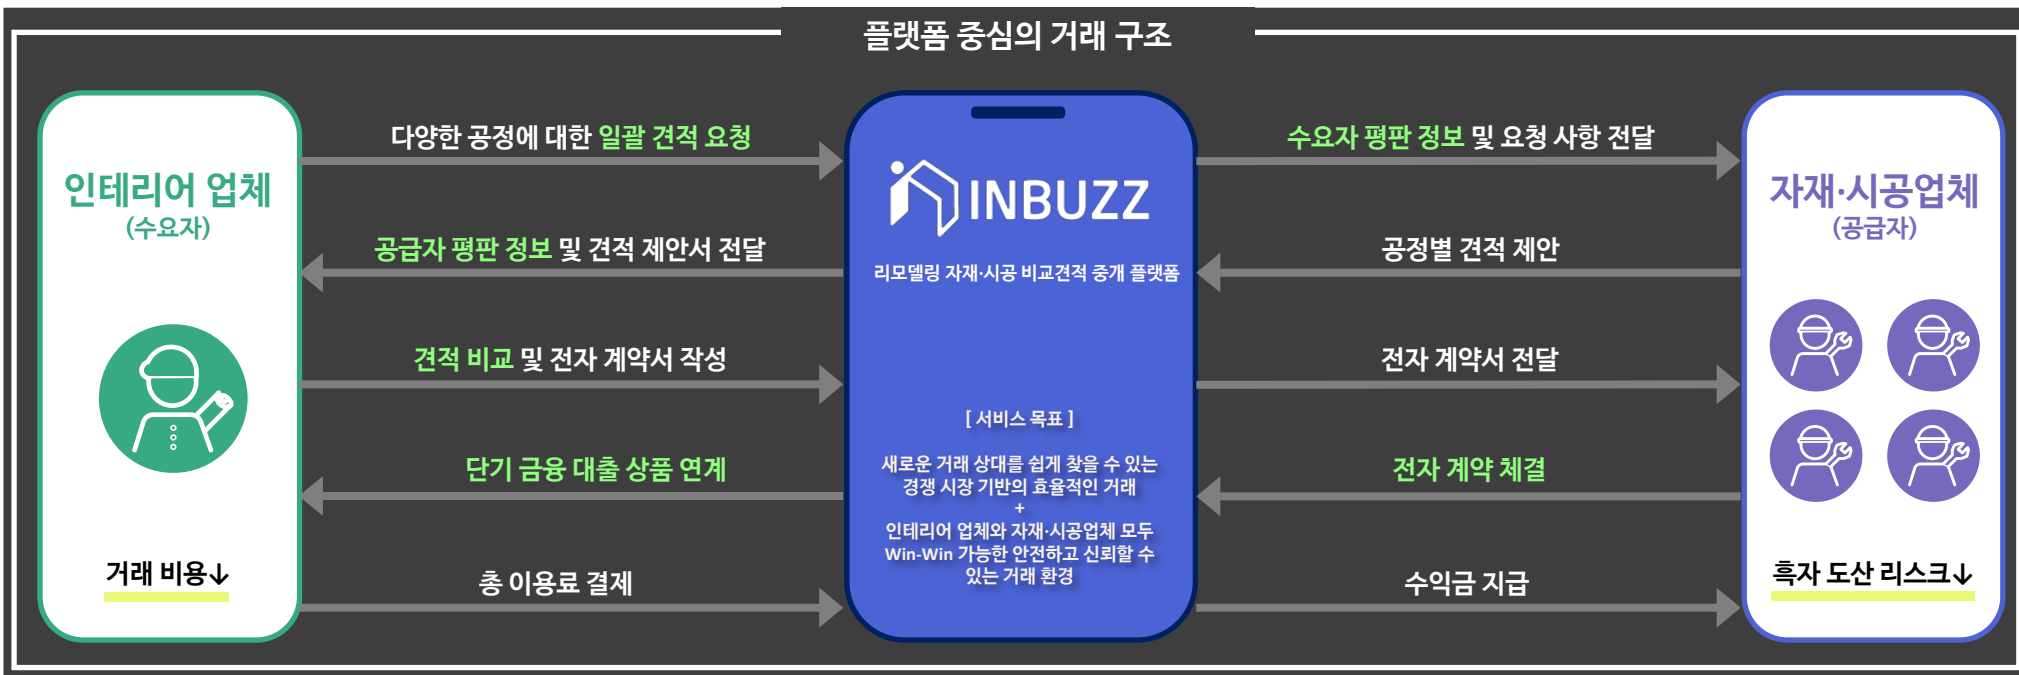 플랫폼 중심의 거래 구조
인테리어 업체
(수요자)
거래 비용↓
다양한 공정에 대한 일괄 견적 요청
공급자 평판 정보 및 견적 제안서 전달
견적 비교 및 전자 계약서 작성
단기 금융 대출 상품 연계
총 이용료 결제
INBUZZ
리모델링 자재·시공 비교견적 중개 플랫폼
[ 서비스 목표 ]
새로운 거래 상대를 쉽게 찾을 수 있는
경쟁 시장 기반의 효율적인 거래
+
인테리어 업체와 자재·시공업체 모두
Win-Win 가능한 안전하고 신뢰할 수
있는 거래 환경
수요자 평판 정보 및 요청 사항 전달
공정별 견적 제안
전자 계약서 전달
전자 계약 체결
수익금 지급
자재·시공업체
(공급자)
흑자 도산 리스크↓